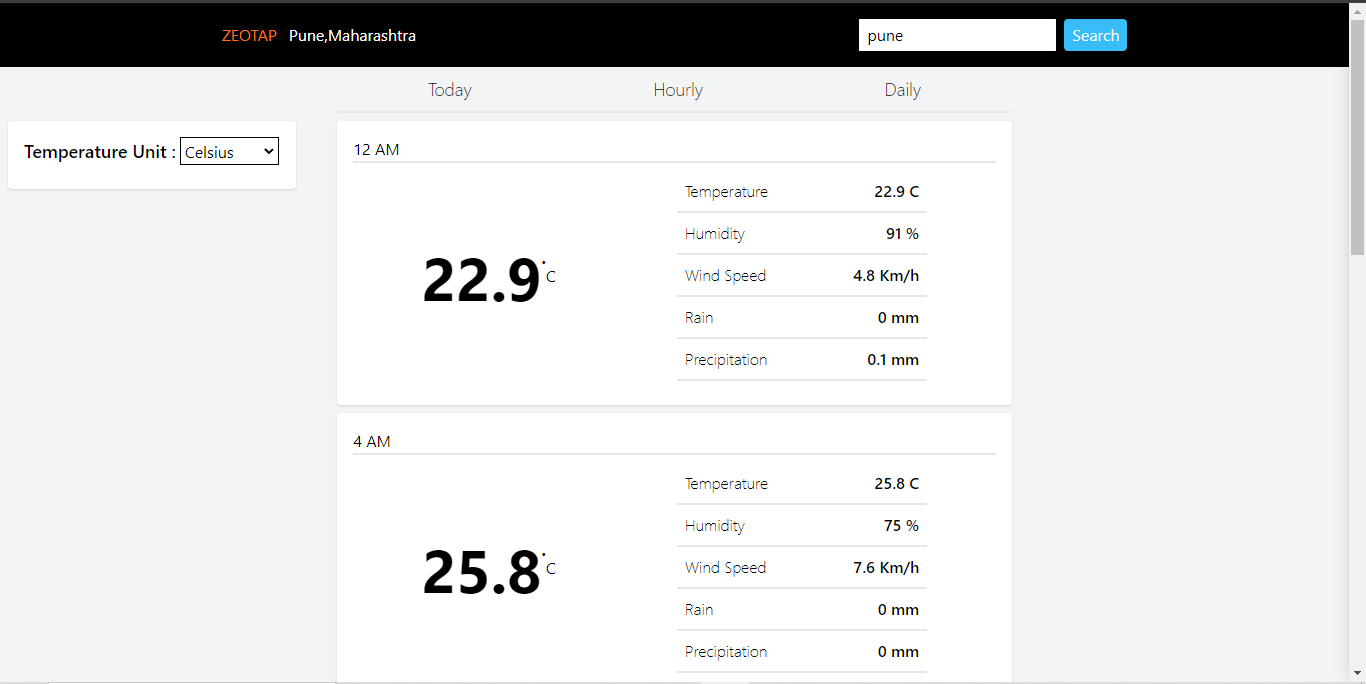 ZEOTAP Pune,Maharashtra pune Search
Today Hourly Daily
Temperature Unit : Celsius
12 AM
22.9 °C
Temperature 22.9 C
Humidity 91 %
Wind Speed 4.8 Km/h
Rain 0 mm
Precipitation 0.1 mm
4 AM
25.8 °C
Temperature 25.8 C
Humidity 75 %
Wind Speed 7.6 Km/h
Rain 0 mm
Precipitation 0 mm